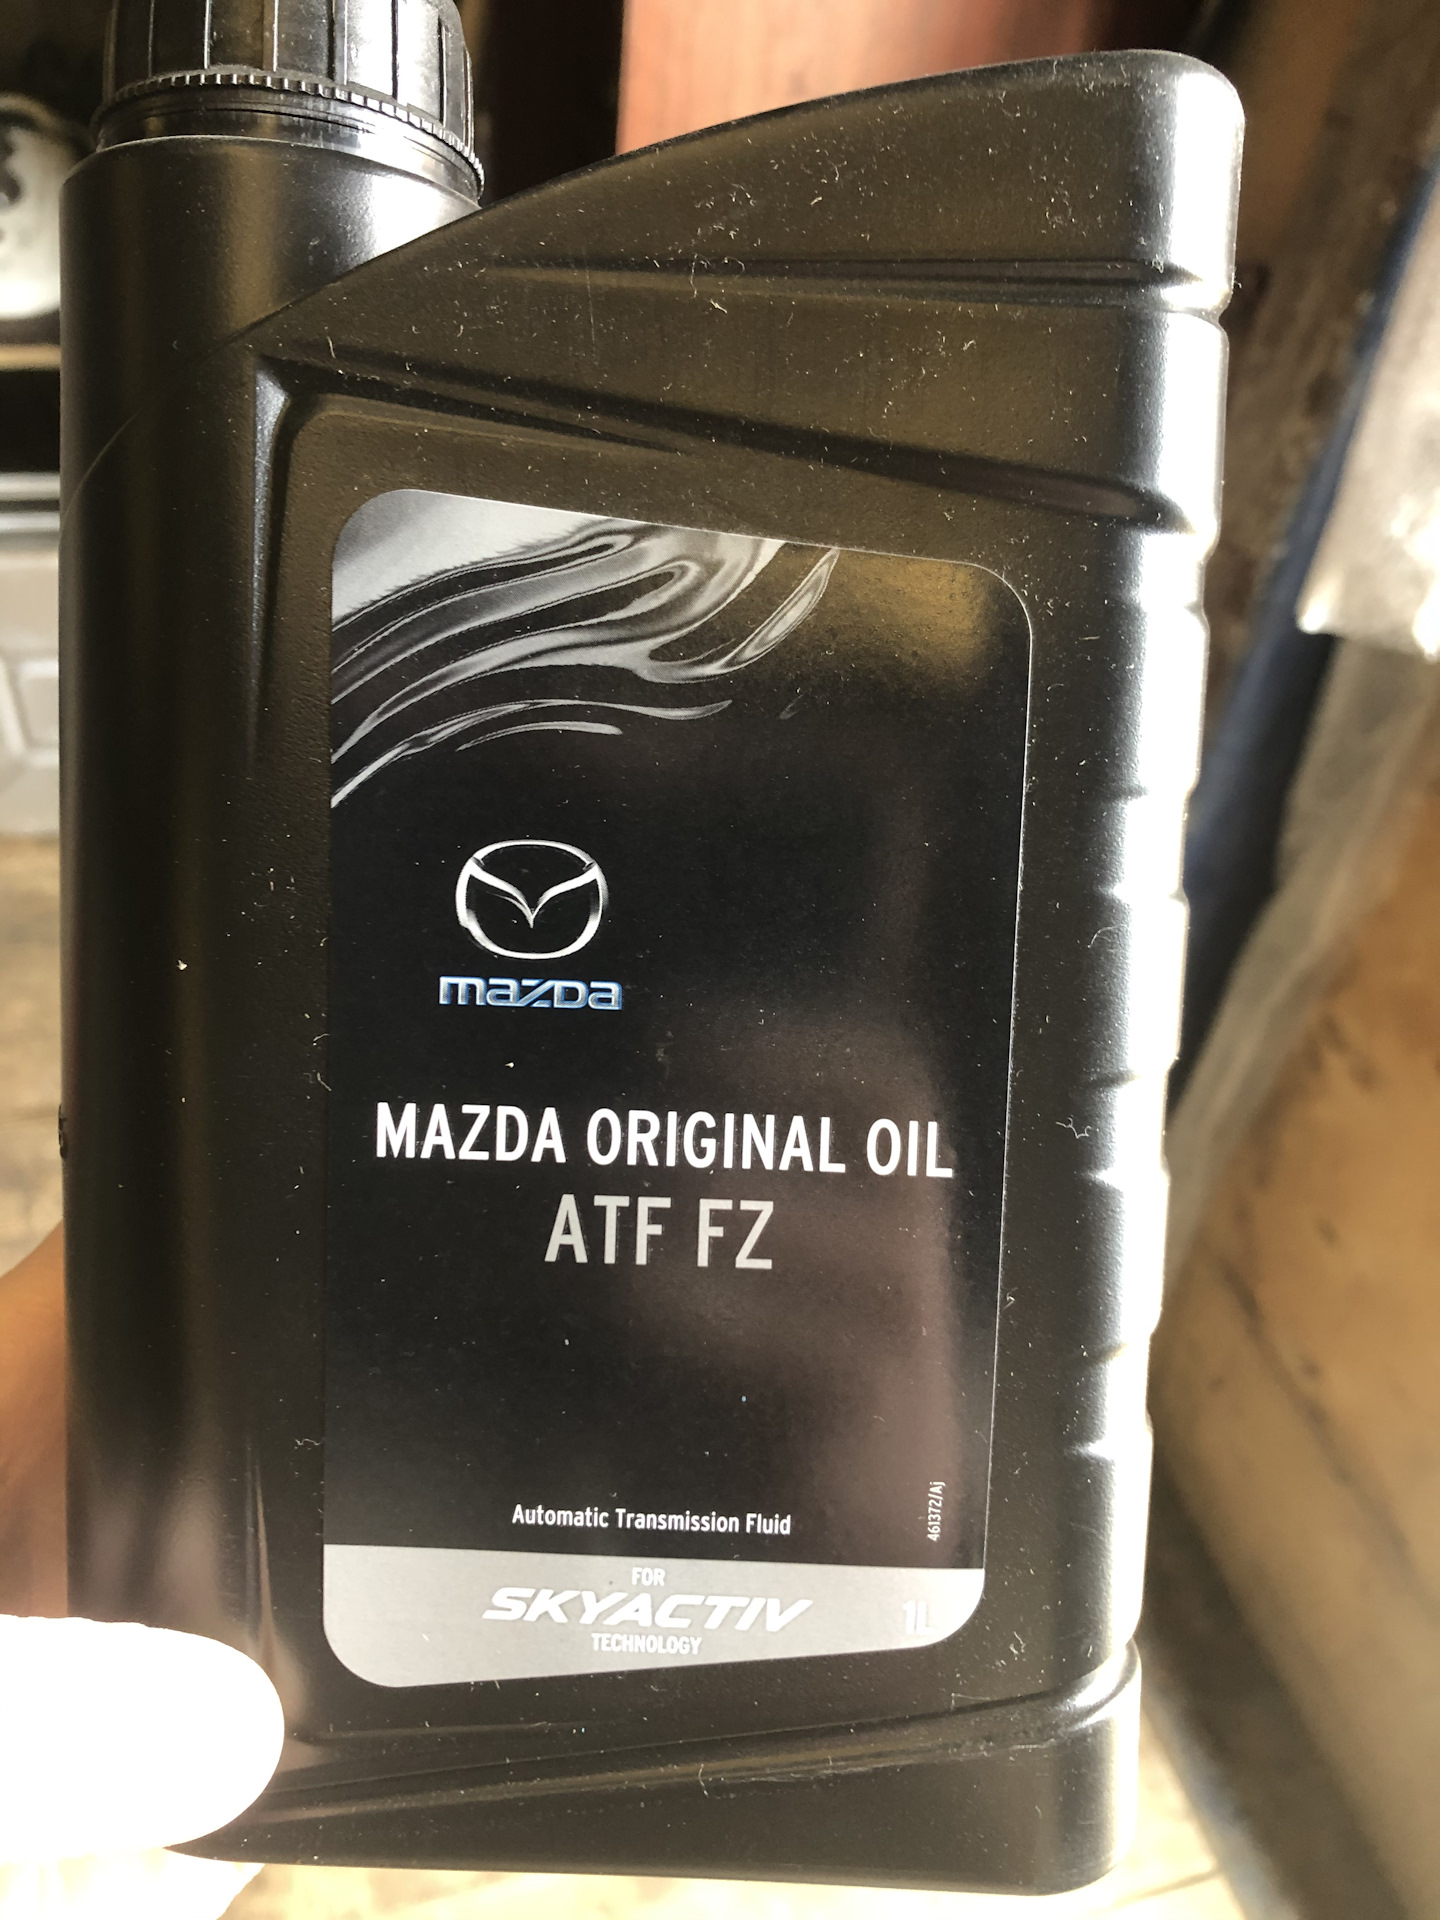 mazda
MAZDA ORIGINAL OIL
ATF FZ
461372/Aj
Automatic Transmission Fluid
FOR
SKYACTIV
TECHNOLOGY
1L